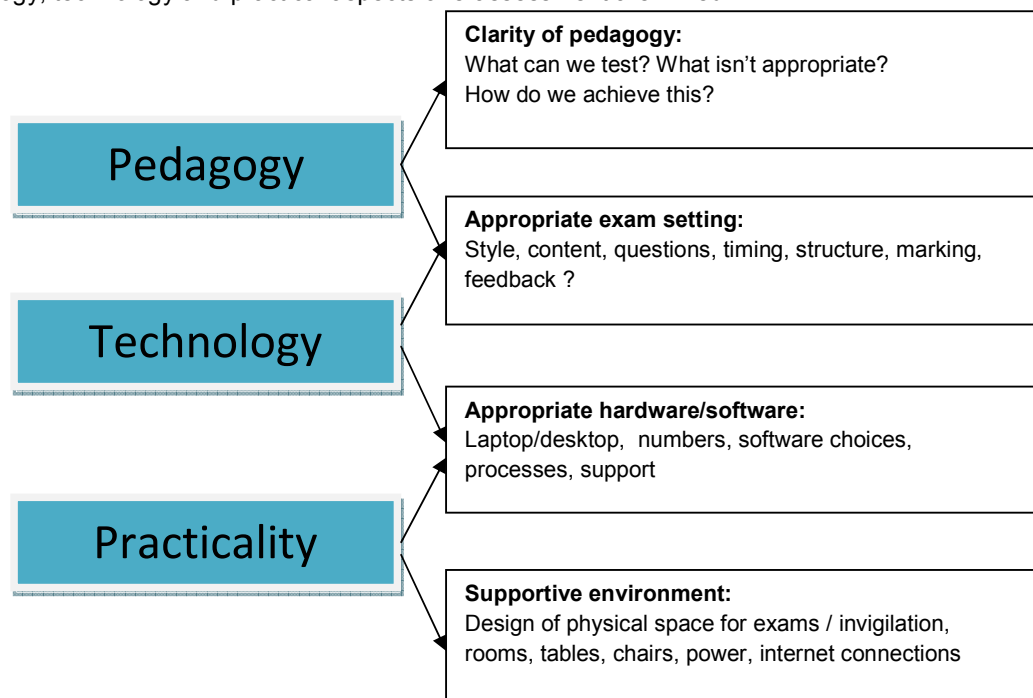 Clarity of pedagogy:
What can we test? What isn't appropriate?
How do we achieve this?
Pedagogy
Appropriate exam setting:
Style, content, questions, timing, structure, marking,
feedback ?
Technology
Appropriate hardware/software:
Laptop/desktop, numbers, software choices,
processes, support
Practicality
Supportive environment:
Design of physical space for exams / invigilation,
rooms, tables, chairs, power, internet connections